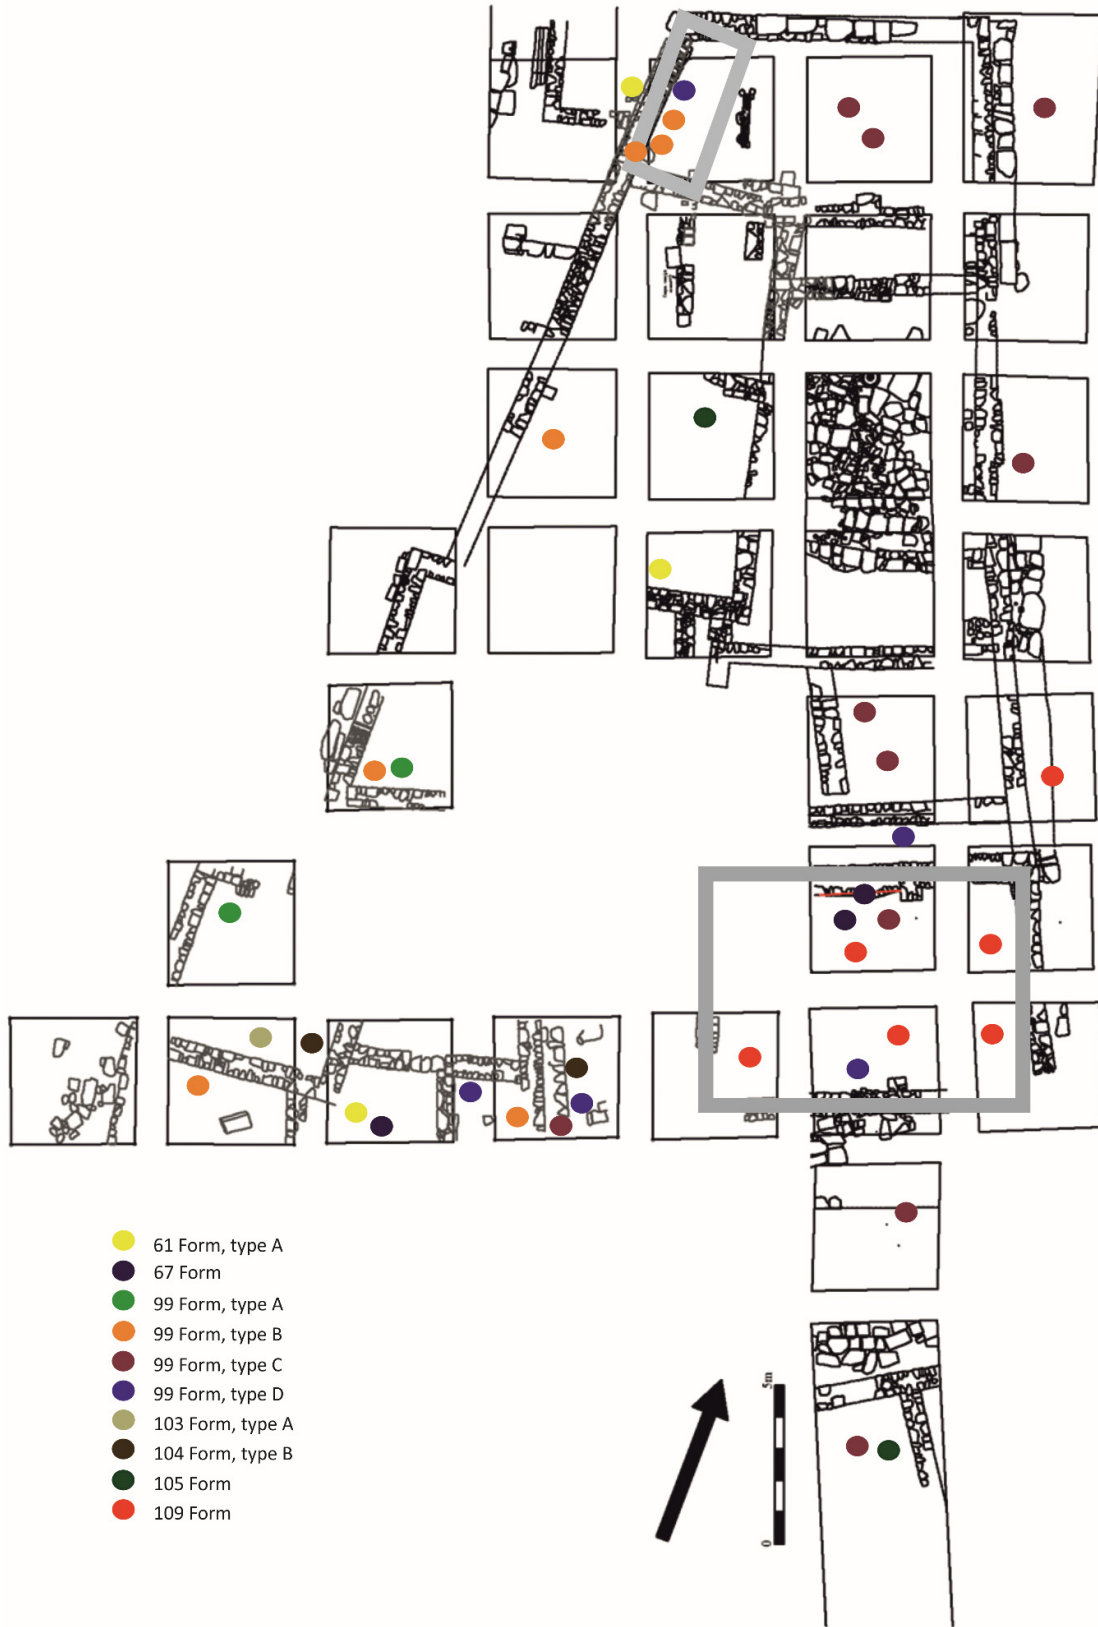 61 Form, type A
67 Form
99 Form, type A
99 Form, type B
99 Form, type C
99 Form, type D
103 Form, type A
104 Form, type B
105 Form
109 Form
5m
0